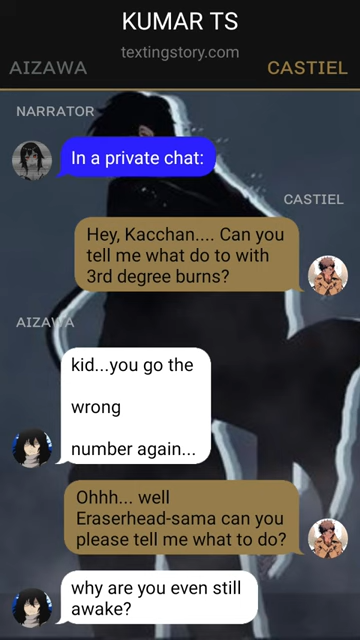 KUMAR TS
textingstory.com
AIZAWA
CASTIEL
NARRATOR
In a private chat:
CASTIEL
Hey, Kacchan.... Can you
tell me what do to with
3rd degree burns?
AIZAWA
kid...you go the
wrong
number again...
Ohhh... well
Eraserhead-sama can you
please tell me what to do?
why are you even still
awake?